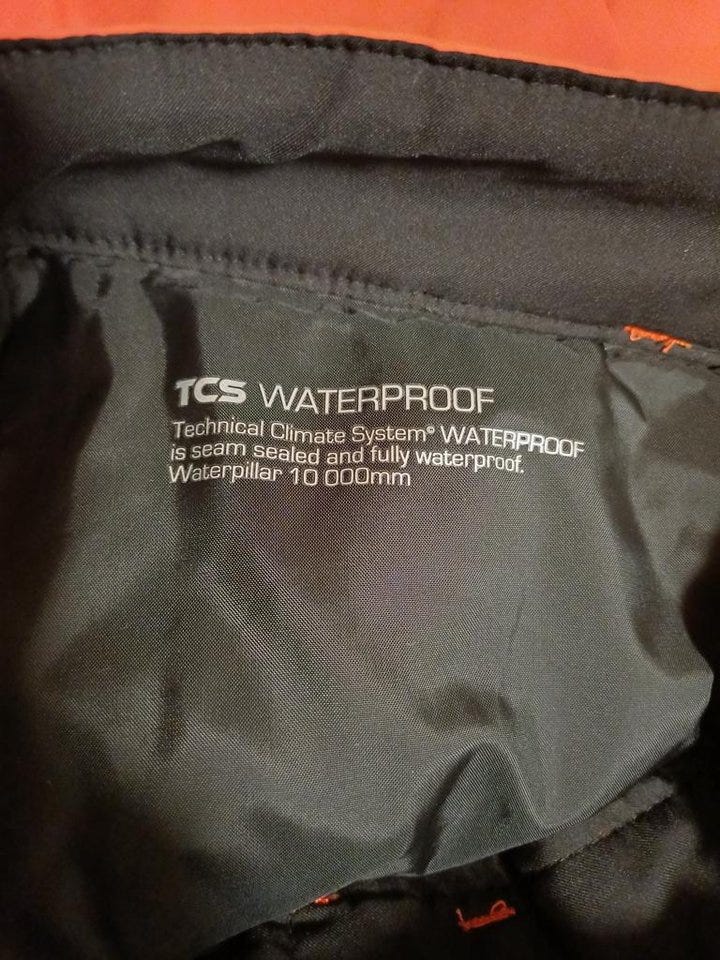 TCS WATERPROOF
Technical Climate System® WATERPROOF
is seam sealed and fully waterproof.
Waterpillar 10 000mm